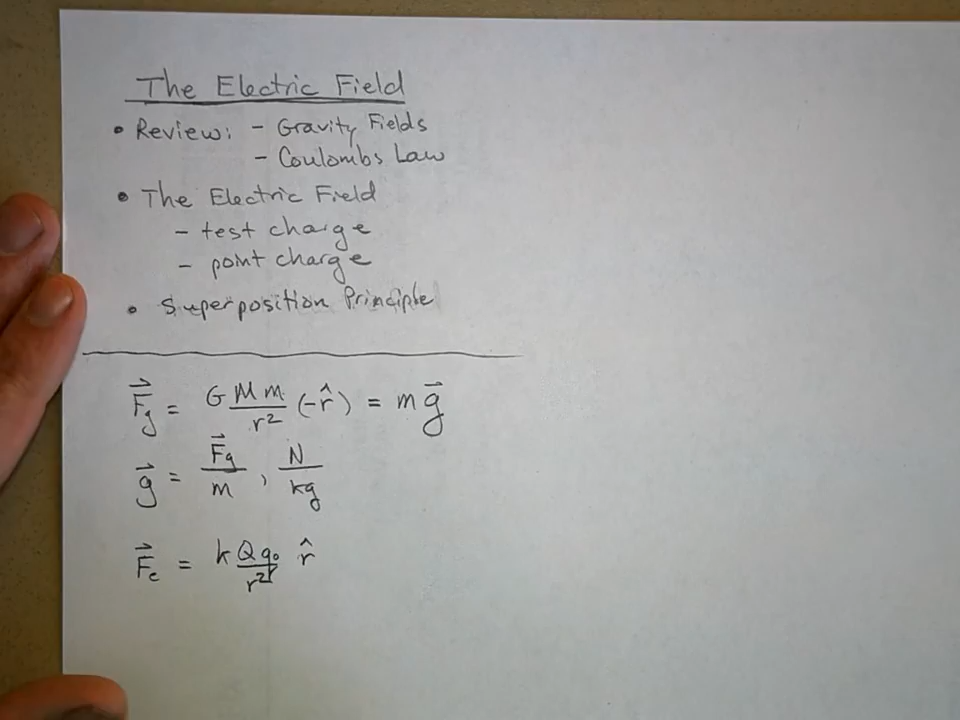 The Electric Field
• Review: - Gravity Fields
- Coulombs Law
• The Electric Field
- test charge
- point charge
• Superposition Principle
F⃗g = G Mm/r² (-r̂) = m g⃗
g⃗ = F⃗g/m , N/kg
F⃗e = k Qq₀/r² r̂